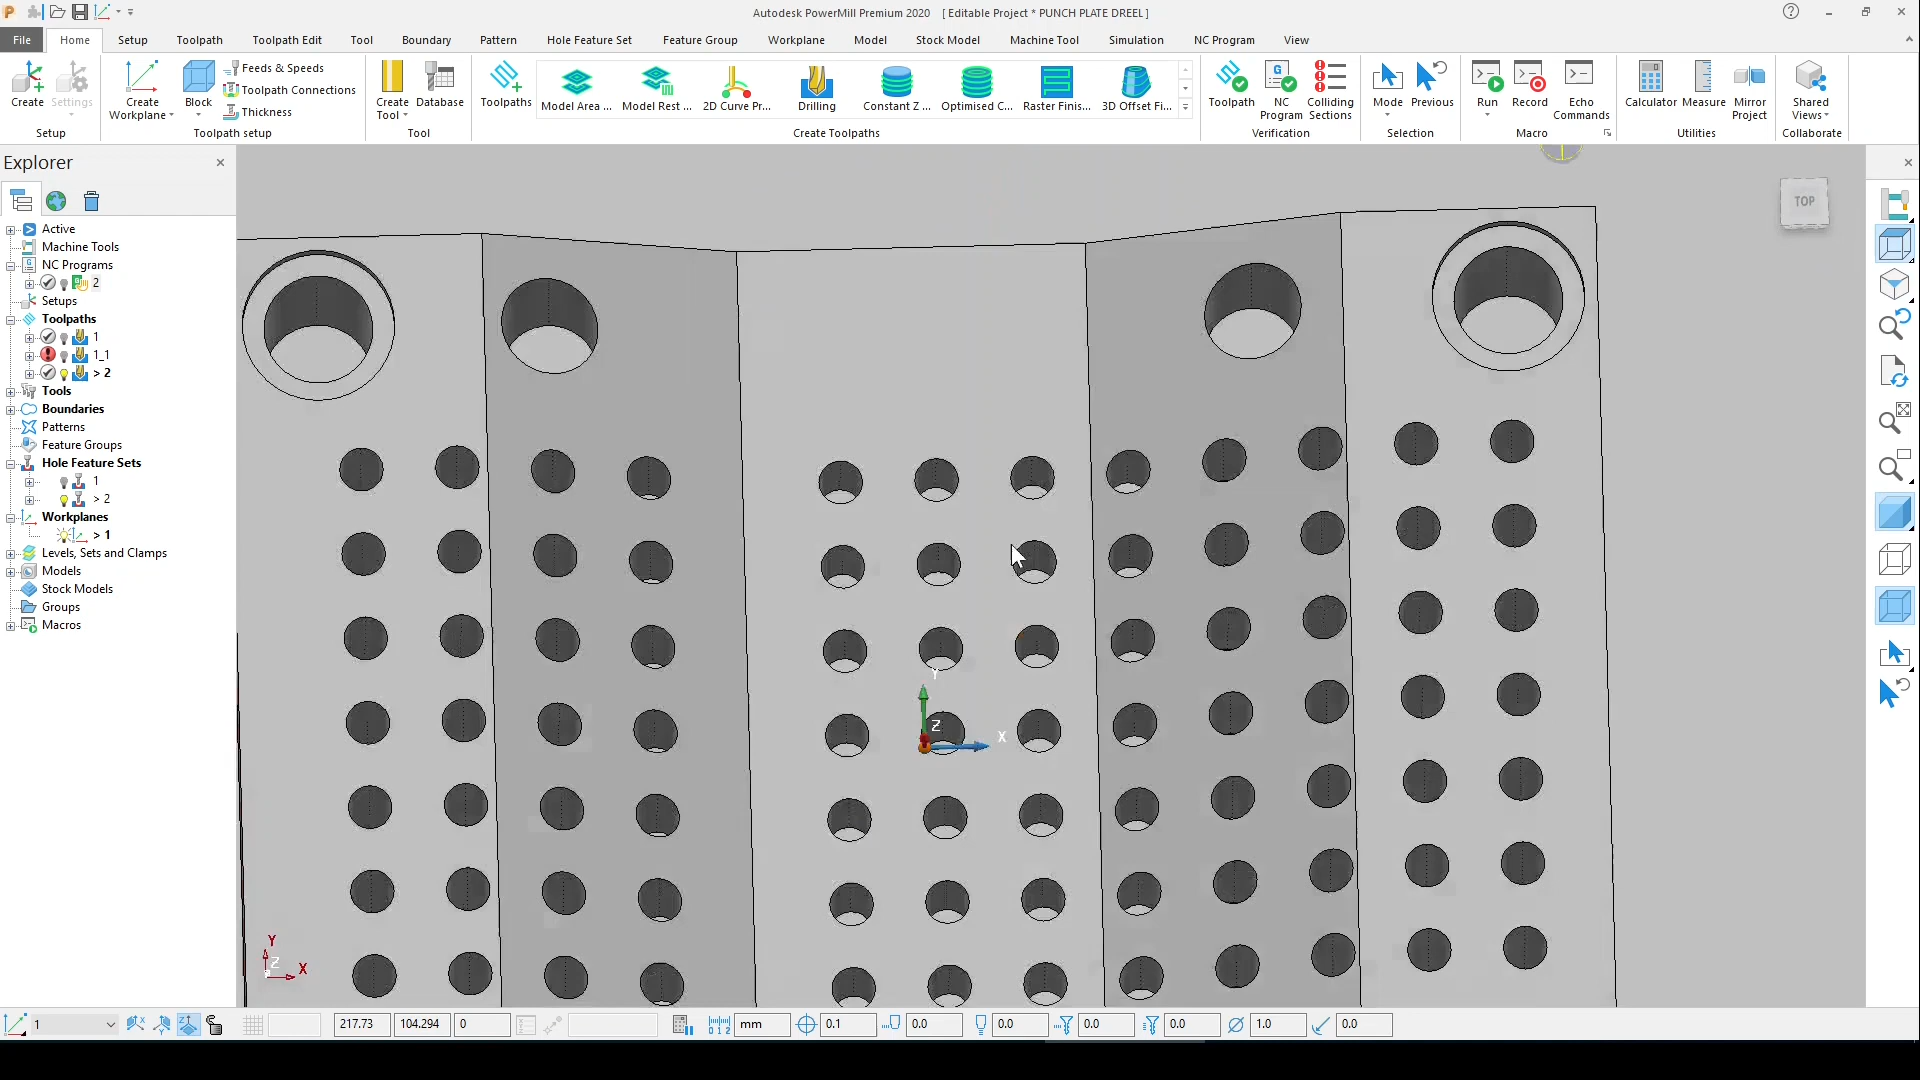 Autodesk PowerMill Premium 2020 [ Editable Project * PUNCH PLATE DREEL ]
File Home Setup Toolpath Toolpath Edit Tool Boundary Pattern Hole Feature Set Feature Group Workplane Model Stock Model Machine Tool Simulation NC Program View
Create Settings
Setup
Create Workplane
Block
Feeds & Speeds
Toolpath Connections
Thickness
Toolpath setup
Create Tool
Database
Tool
Toolpaths
Model Area ...
Model Rest ...
2D Curve Pr...
Drilling
Constant Z ...
Optimised C...
Raster Finis...
3D Offset Fi...
Create Toolpaths
Toolpath
NC Program
Colliding Sections
Verification
Mode
Previous
Selection
Run
Record
Echo Commands
Macro
Calculator
Measure
Mirror Project
Utilities
Shared Views
Collaborate
Explorer
Active
Machine Tools
NC Programs
2
Setups
Toolpaths
1
1_1
> 2
Tools
Boundaries
Patterns
Feature Groups
Hole Feature Sets
1
> 2
Workplanes
> 1
Levels, Sets and Clamps
Models
Stock Models
Groups
Macros
TOP
Y
Z
X
Y
Z
X
1 217.73 104.294 0 mm 0.1 0.0 0.0 0.0 0.0 1.0 0.0